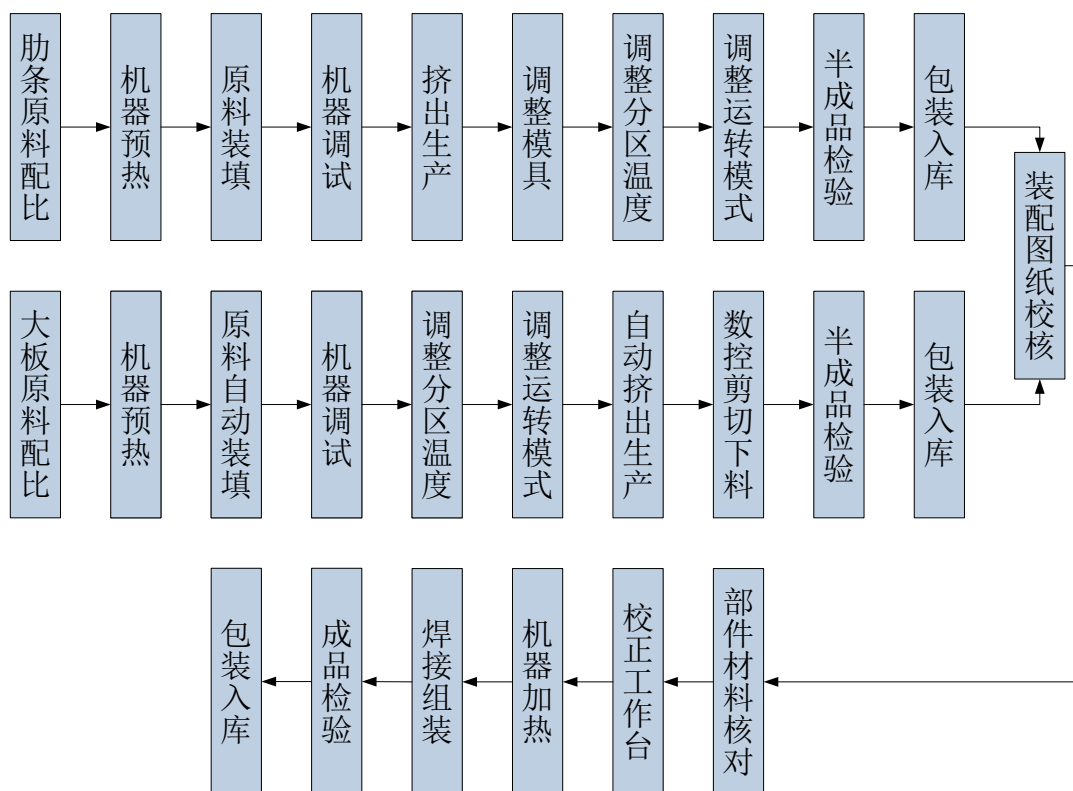 肋条原料配比
机器预热
原料装填
机器调试
挤出生产
调整模具
调整分区温度
调整运转模式
半成品检验
包装入库
装配图纸校核
大板原料配比
机器预热
原料自动装填
机器调试
调整分区温度
调整运转模式
自动挤出生产
数控剪切下料
半成品检验
包装入库
部件材料核对
校正工作台
机器加热
焊接组装
成品检验
包装入库